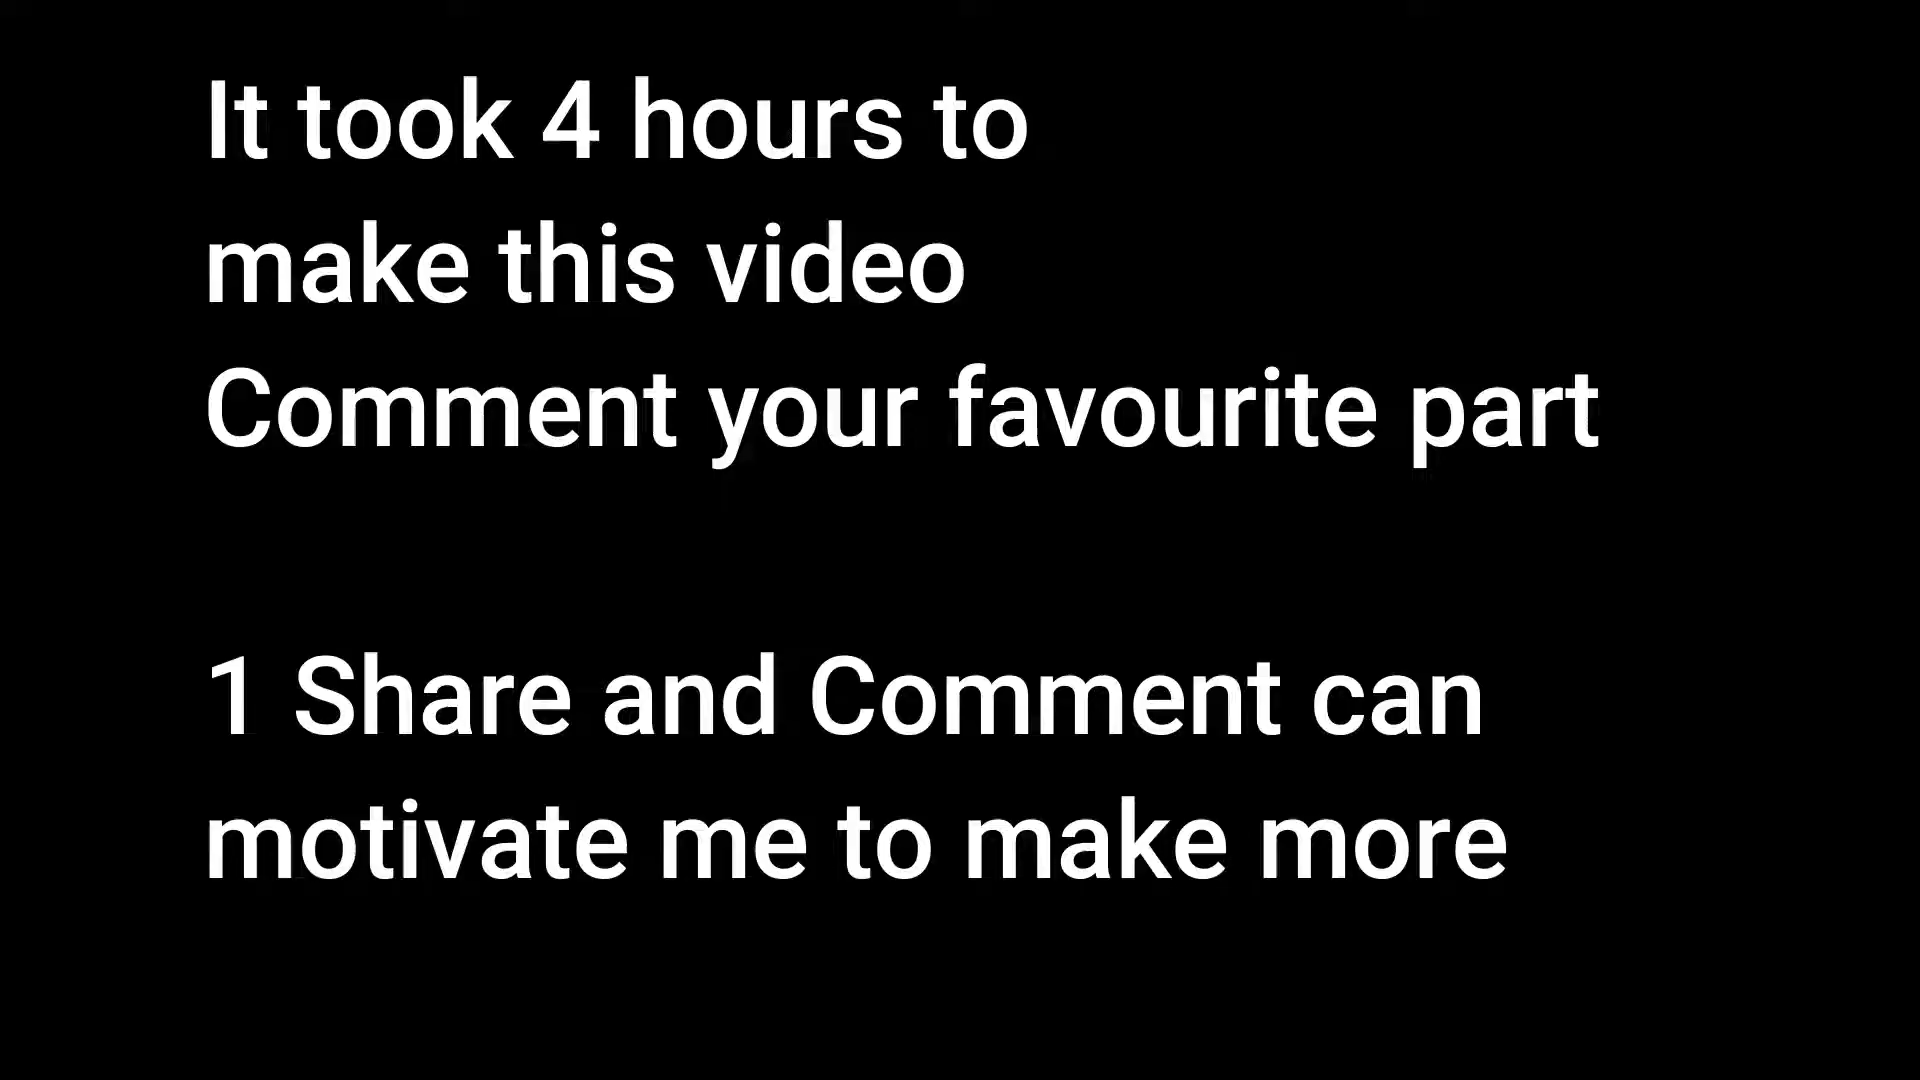 It took 4 hours to
make this video
Comment your favourite part
1 Share and Comment can
motivate me to make more